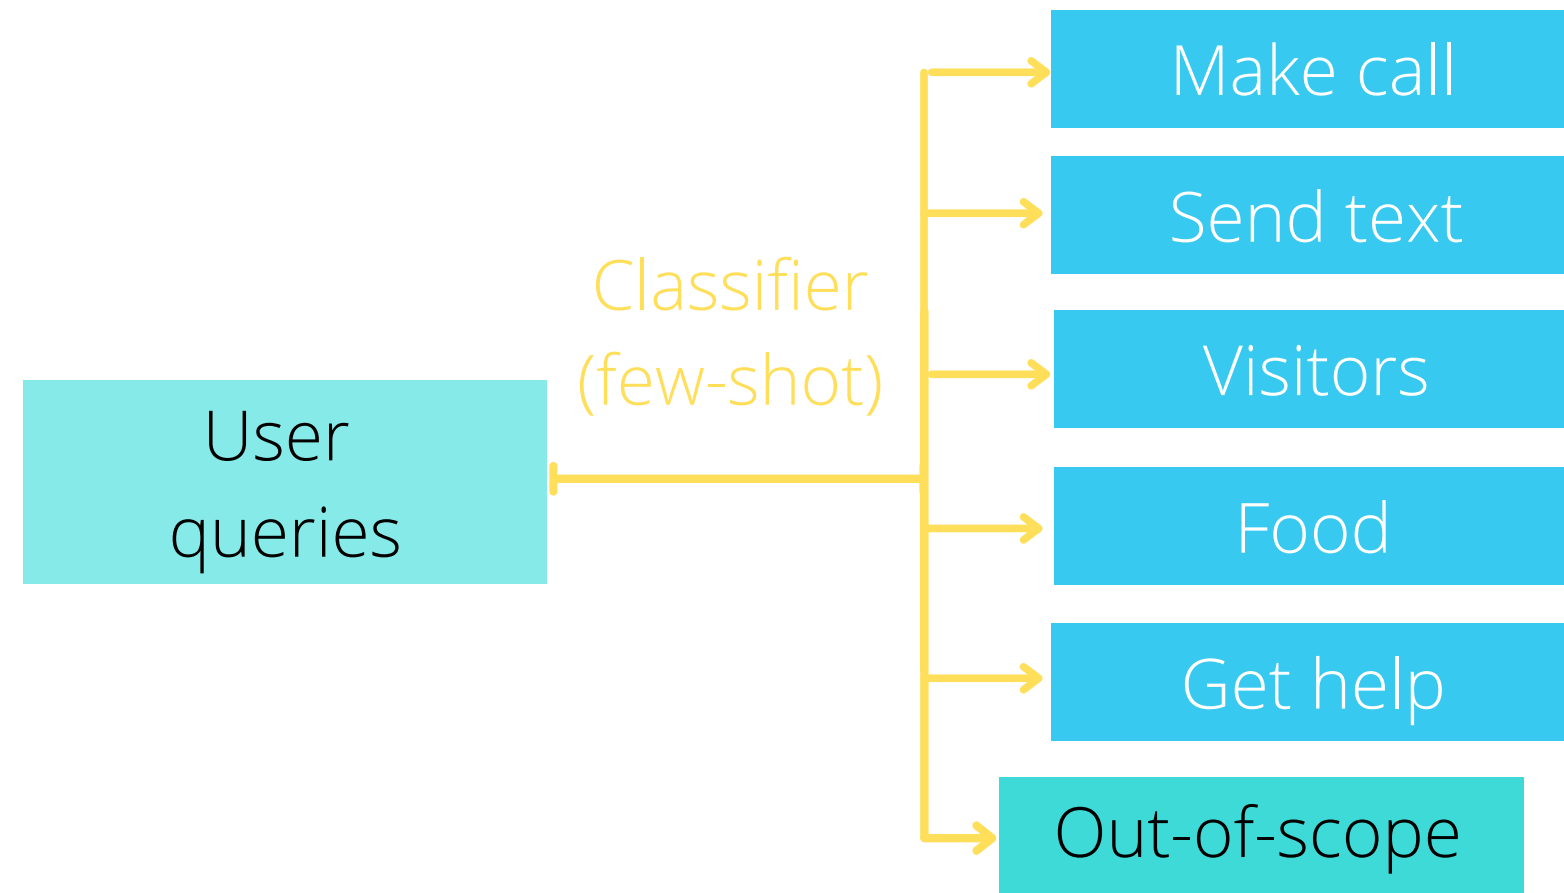 Make call
Send text
Classifier
(few-shot)
Visitors
User
queries
Food
Get help
Out-of-scope